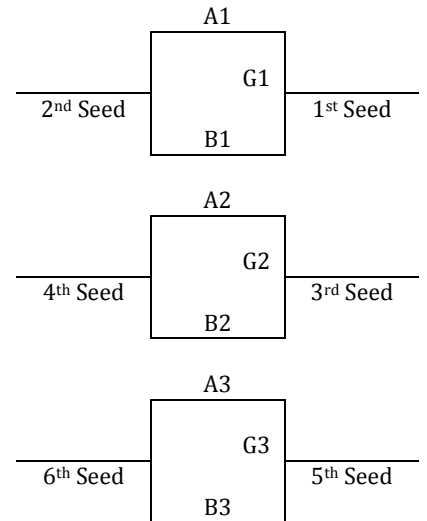 A1
G1
2nd Seed
1st Seed
B1
A2
G2
4th Seed
3rd Seed
B2
A3
G3
6th Seed
5th Seed
B3